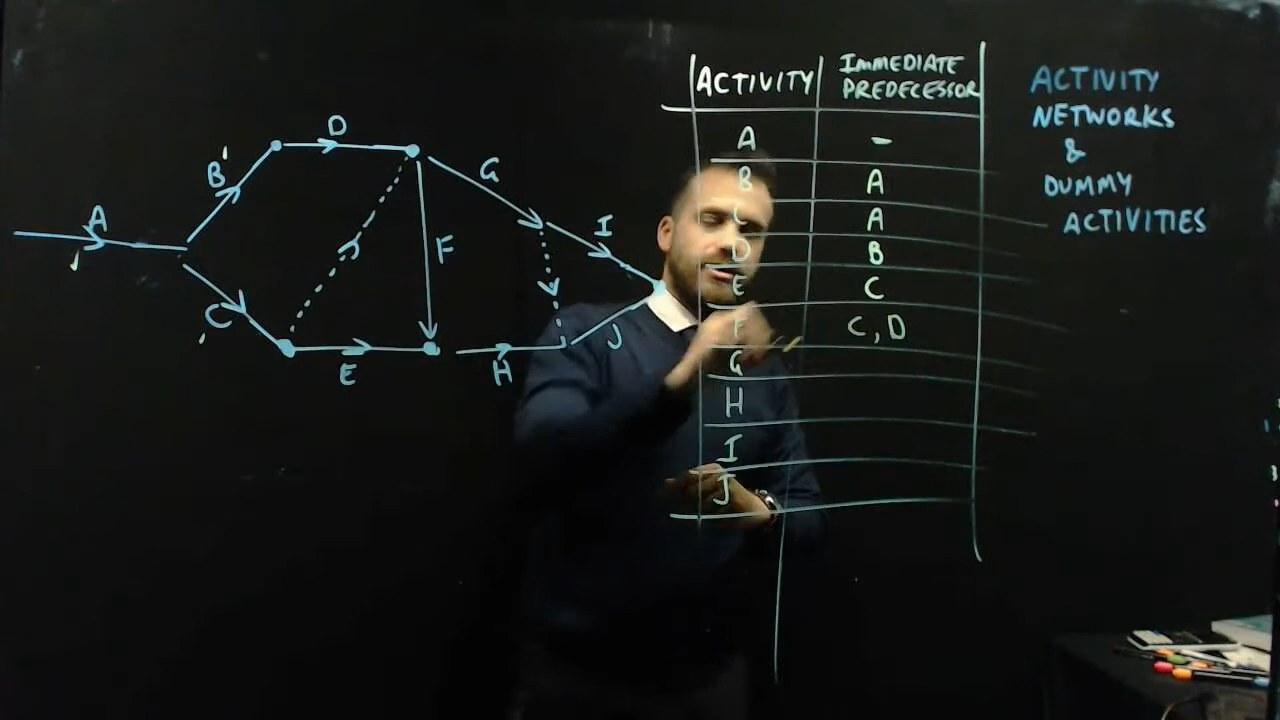 ACTIVITY
IMMEDIATE
PREDECESSOR
A -
B A
C A
D B
E C
F C, D
G
H
I
J
ACTIVITY
NETWORKS
&
DUMMY
ACTIVITIES
A
B'
C
D
E
F
G
H
I
J